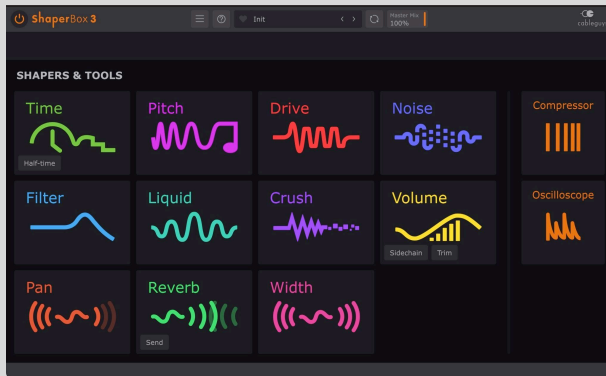 ShaperBox 3
Init
Master Mix
100%
cableguys
SHAPERS & TOOLS
Time
Half-time
Pitch
Drive
Noise
Compressor
Filter
Liquid
Crush
Volume
Sidechain
Trim
Oscilloscope
Pan
Reverb
Send
Width